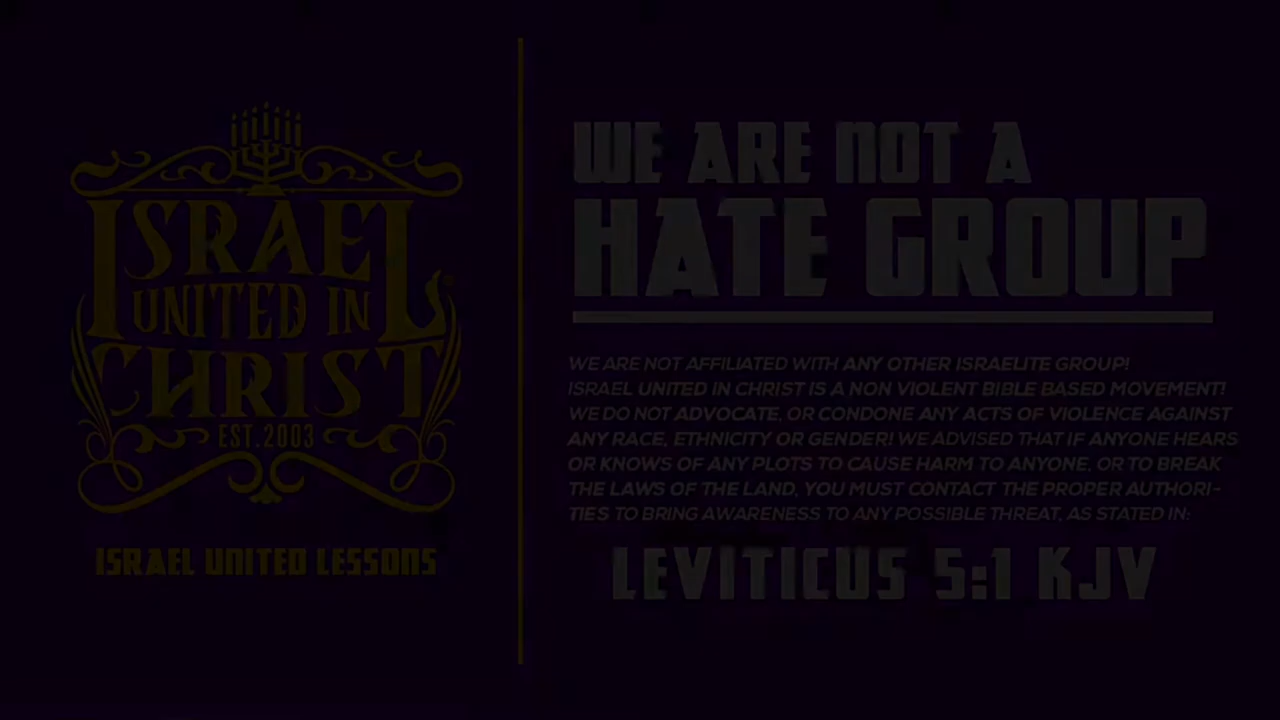 ISRAEL
UNITED IN
CHRIST
EST.2003
ISRAEL UNITED LESSONS
WE ARE NOT A
HATE GROUP
WE ARE NOT AFFILIATED WITH ANY OTHER ISRAELITE GROUP!
ISRAEL UNITED IN CHRIST IS A NON VIOLENT BIBLE BASED MOVEMENT!
WE DO NOT ADVOCATE, OR CONDONE ANY ACTS OF VIOLENCE AGAINST
ANY RACE, ETHNICITY OR GENDER! WE ADVISED THAT IF ANYONE HEARS
OR KNOWS OF ANY PLOTS TO CAUSE HARM TO ANYONE, OR TO BREAK
THE LAWS OF THE LAND, YOU MUST CONTACT THE PROPER AUTHORI-
TIES TO BRING AWARENESS TO ANY POSSIBLE THREAT, AS STATED IN:
LEVITICUS 5:1 KJV